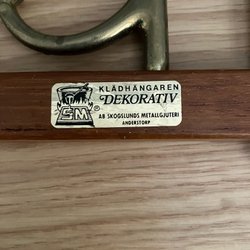 SM®
KLÄDHÄNGAREN
DEKORATIV
AB SKOGSLUNDS METALLGJUTERI
ANDERSTORP